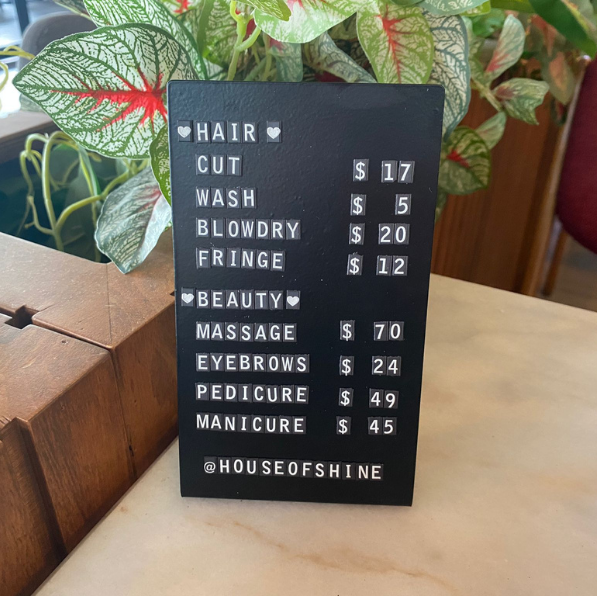 ♥HAIR♥
CUT $ 17
WASH $ 5
BLOWDRY $ 20
FRINGE $ 12
♥BEAUTY♥
MASSAGE $ 70
EYEBROWS $ 24
PEDICURE $ 49
MANICURE $ 45
@HOUSEOFSHINE